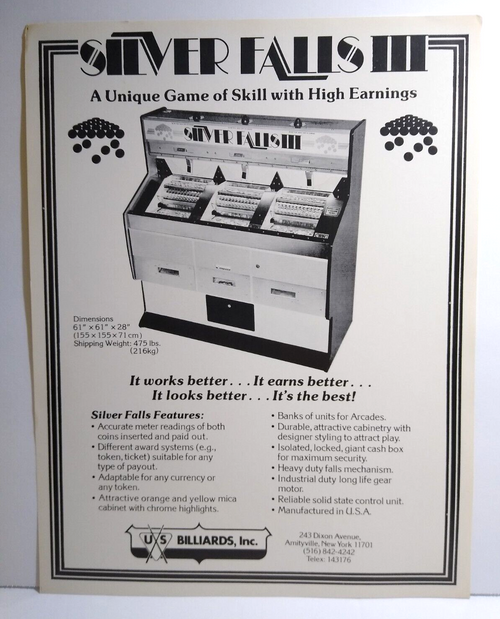 SILVER FALLS III
A Unique Game of Skill with High Earnings
SILVER FALLS III
Dimensions
61" × 61" × 28"
(155 × 155 × 71 cm)
Shipping Weight: 475 lbs.
(216kg)
It works better . . . It earns better . . .
It looks better . . . It's the best!
Silver Falls Features:
• Accurate meter readings of both
coins inserted and paid out.
• Different award systems (e.g.,
token, ticket) suitable for any
type of payout.
• Adaptable for any currency or
any token.
• Attractive orange and yellow mica
cabinet with chrome highlights.
• Banks of units for Arcades.
• Durable, attractive cabinetry with
designer styling to attract play.
• Isolated, locked, giant cash box
for maximum security.
• Heavy duty falls mechanism.
• Industrial duty long life gear
motor.
• Reliable solid state control unit.
• Manufactured in U.S.A.
US BILLIARDS, Inc.
243 Dixon Avenue,
Amityville, New York 11701
(516) 842-4242
Telex: 143176